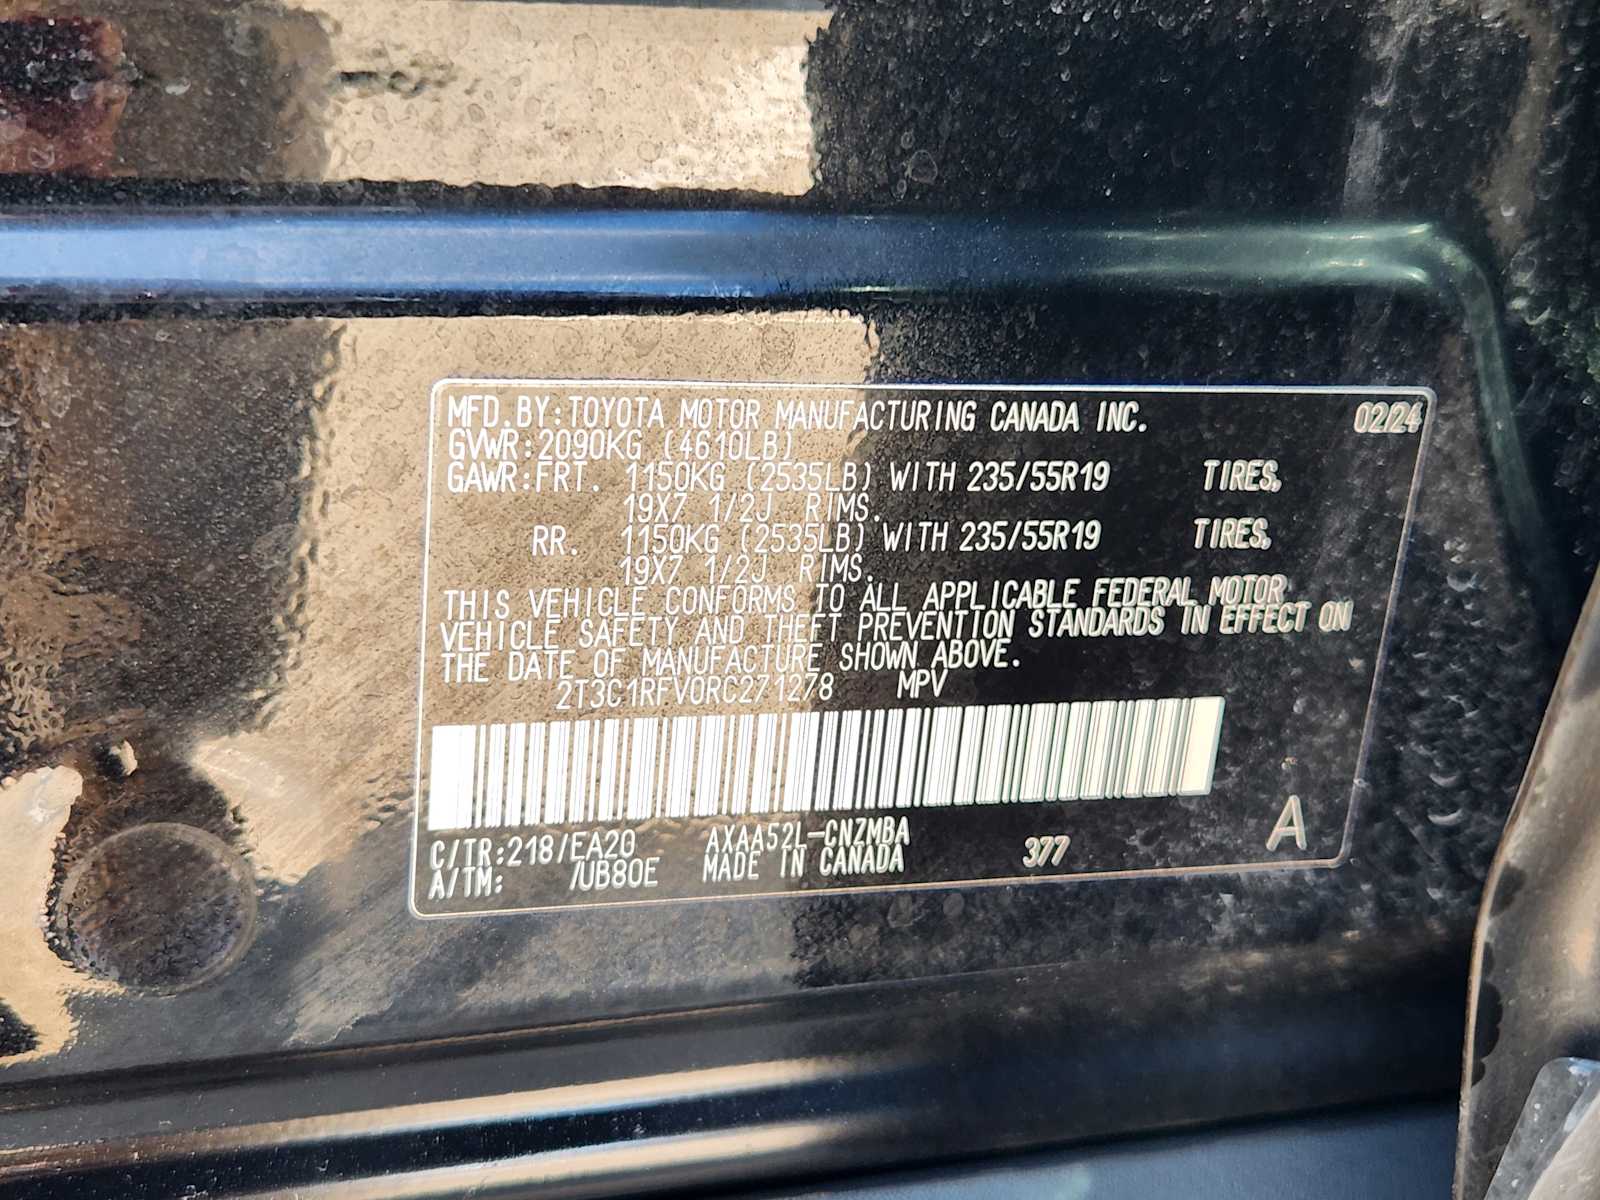 MFD.BY:TOYOTA MOTOR MANUFACTURING CANADA INC. 02/24
GVWR:2090KG (4610LB)
GAWR:FRT. 1150KG (2535LB) WITH 235/55R19 TIRES,
19X7 1/2J RIMS.
RR. 1150KG (2535LB) WITH 235/55R19 TIRES,
19X7 1/2J RIMS.
THIS VEHICLE CONFORMS TO ALL APPLICABLE FEDERAL MOTOR
VEHICLE SAFETY AND THEFT PREVENTION STANDARDS IN EFFECT ON
THE DATE OF MANUFACTURE SHOWN ABOVE.
2T3C1RFV0RC271278 MPV
C/TR:218/EA20 AXAA52L-CNZMBA 377 A
A/TM: /UB80E MADE IN CANADA